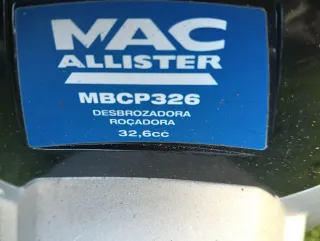 MAC
ALLISTER
MBCP326
DESBROZADORA
ROÇADORA
32,6cc